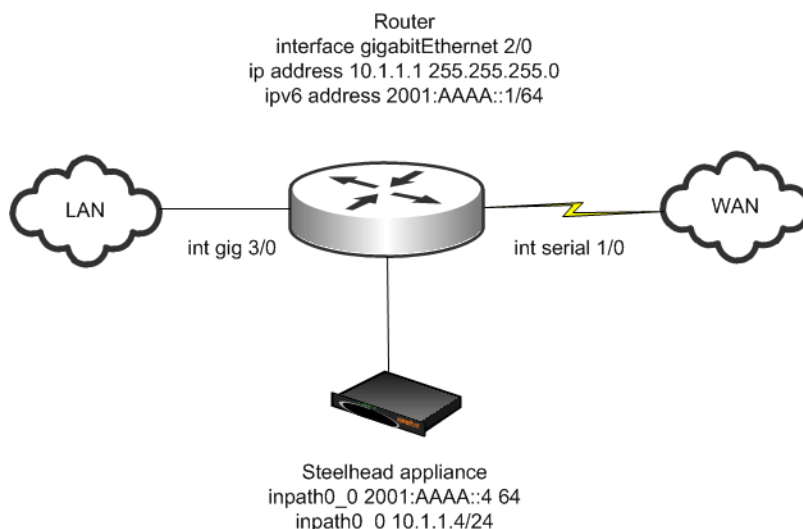 Router
interface gigabitEthernet 2/0
ip address 10.1.1.1 255.255.255.0
ipv6 address 2001:AAAA::1/64
LAN
WAN
int gig 3/0
int serial 1/0
Steelhead appliance
inpath0_0 2001:AAAA::4 64
inpath0_0 10.1.1.4/24